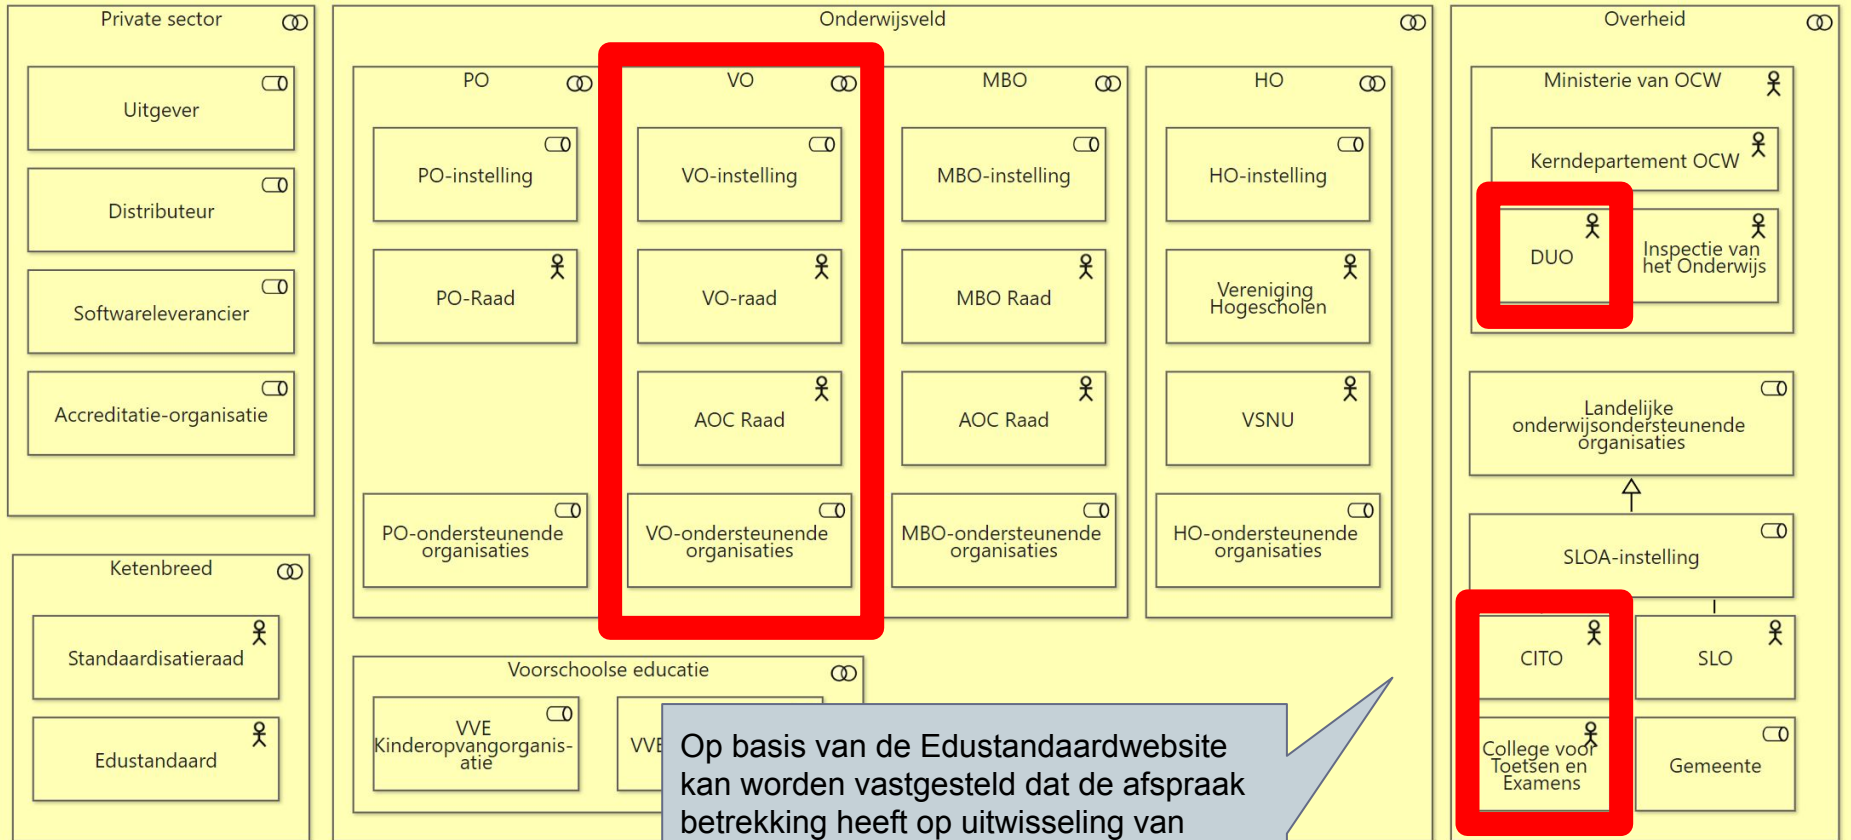 Private sector
Uitgever
Distributeur
Softwareleverancier
Accreditatie-organisatie
Ketenbreed
Standaardisatieraad
Edustandaard
Onderwijsveld
PO
PO-instelling
PO-Raad
PO-ondersteunende
organisaties
VO
VO-instelling
VO-raad
AOC Raad
VO-ondersteunende
organisaties
MBO
MBO-instelling
MBO Raad
AOC Raad
MBO-ondersteunende
organisaties
HO
HO-instelling
Vereniging
Hogescholen
VSNU
HO-ondersteunende
organisaties
Voorschoolse educatie
VVE
Kinderopvangorganis-
atie
VVE
Op basis van de Edustandaardwebsite
kan worden vastgesteld dat de afspraak
betrekking heeft op uitwisseling van
Overheid
Ministerie van OCW
Kerndepartement OCW
DUO
Inspectie van
het Onderwijs
Landelijke
onderwijsondersteunende
organisaties
SLOA-instelling
CITO
SLO
College voor
Toetsen en
Examens
Gemeente